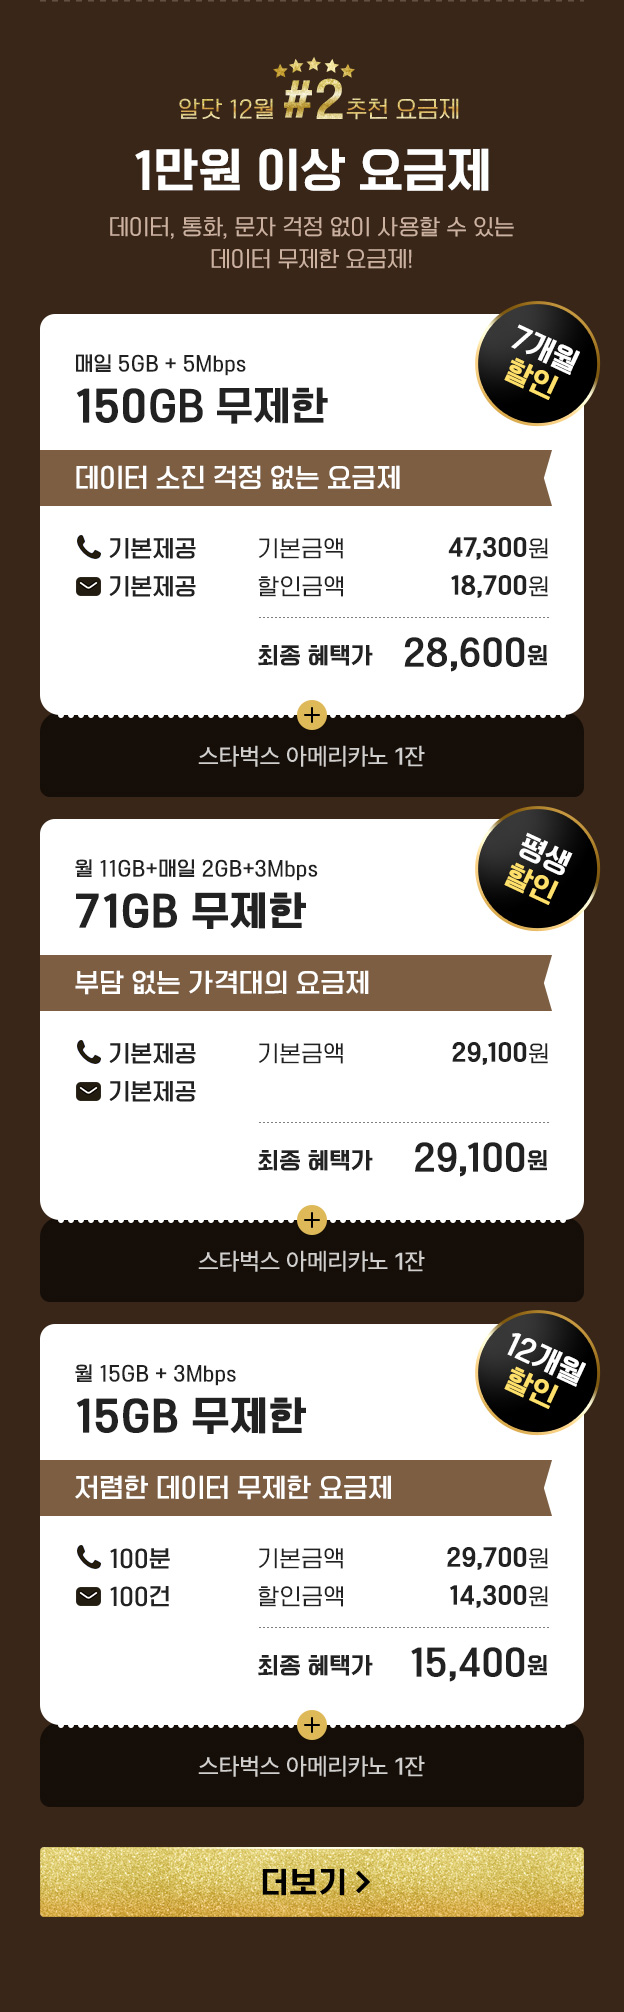 알닷 12월 #2 추천 요금제
1만원 이상 요금제
데이터, 통화, 문자 걱정 없이 사용할 수 있는
데이터 무제한 요금제!
7개월
할인
매일 5GB + 5Mbps
150GB 무제한
데이터 소진 걱정 없는 요금제
기본제공 기본금액 47,300원
기본제공 할인금액 18,700원
최종 혜택가 28,600원
+
스타벅스 아메리카노 1잔
평생
할인
월 11GB+매일 2GB+3Mbps
71GB 무제한
부담 없는 가격대의 요금제
기본제공 기본금액 29,100원
기본제공
최종 혜택가 29,100원
+
스타벅스 아메리카노 1잔
12개월
할인
월 15GB + 3Mbps
15GB 무제한
저렴한 데이터 무제한 요금제
100분 기본금액 29,700원
100건 할인금액 14,300원
최종 혜택가 15,400원
+
스타벅스 아메리카노 1잔
더보기 >